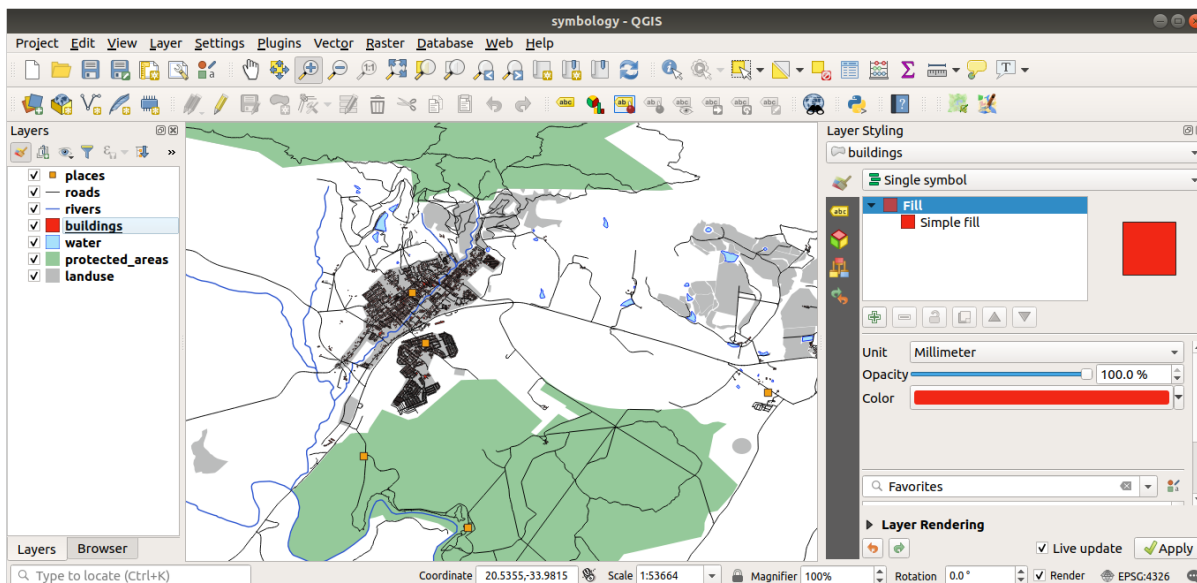 symbology - QGIS
Project Edit View Layer Settings Plugins Vector Raster Database Web Help
Layers
places
roads
rivers
buildings
water
protected_areas
landuse
Layers Browser
Layer Styling
buildings
Single symbol
Fill
Simple fill
Unit Millimeter
Opacity 100.0 %
Color
Favorites
Layer Rendering
Live update Apply
Type to locate (Ctrl+K) Coordinate 20.5355,-33.9815 Scale 1:53664 Magnifier 100% Rotation 0.0° Render EPSG:4326